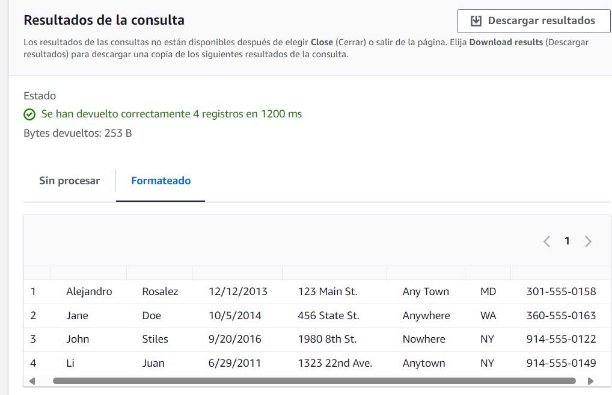 Resultados de la consulta
Descargar resultados
Los resultados de las consultas no están disponibles después de elegir Close (Cerrar) o salir de la página. Elija Download results (Descargar
resultados) para descargar una copia de los siguientes resultados de la consulta.
Estado
Se han devuelto correctamente 4 registros en 1200 ms
Bytes devueltos: 253 B
Sin procesar Formateado
1
1 Alejandro Rosalez 12/12/2013 123 Main St. Any Town MD 301-555-0158
2 Jane Doe 10/5/2014 456 State St. Anywhere WA 360-555-0163
3 John Stiles 9/20/2016 1980 8th St. Nowhere NY 914-555-0122
4 Li Juan 6/29/2011 1323 22nd Ave. Anytown NY 914-555-0149